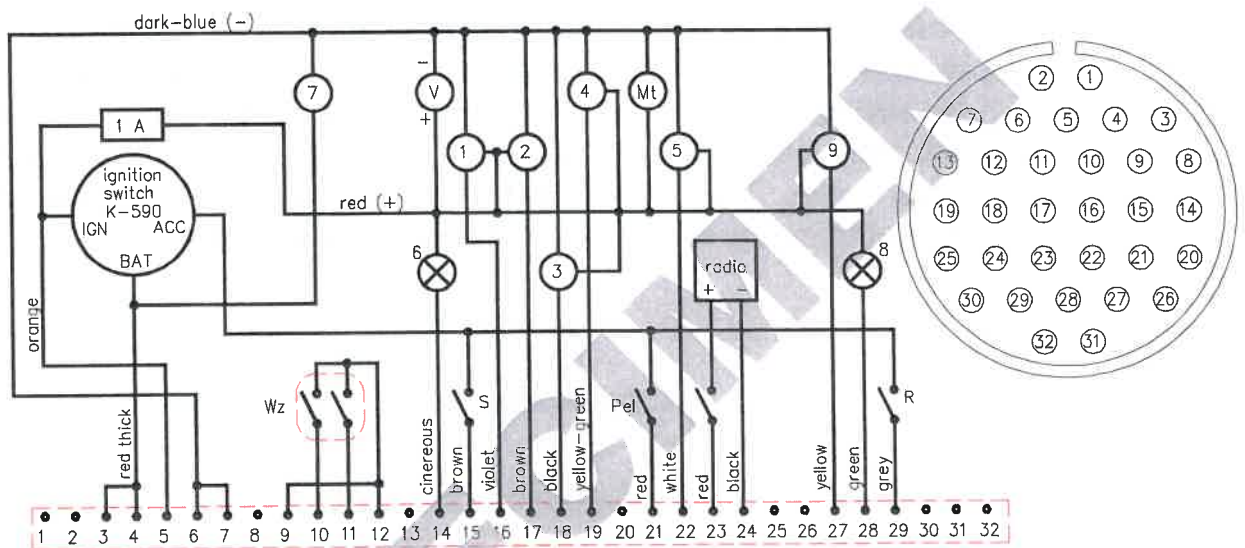 dark-blue (-)
7
-
V
+
4
Mt
1 A
1
2
5
9
ignition
switch
K-590
IGN
ACC
BAT
red (+)
6
3
radio
+ -
8
orange
red thick
Wz
S
Pel
R
cinereous
brown
violet
brown
black
yellow-green
red
white
red
black
yellow
green
grey
1 2 3 4 5 6 7 8 9 10 11 12 13 14 15 16 17 18 19 20 21 22 23 24 25 26 27 28 29 30 31 32
2 1
7 6 5 4 3
13 12 11 10 9 8
19 18 17 16 15 14
25 24 23 22 21 20
30 29 28 27 26
32 31